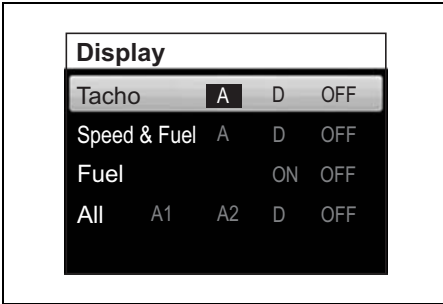 Display
Tacho A D OFF
Speed & Fuel A D OFF
Fuel ON OFF
All A1 A2 D OFF